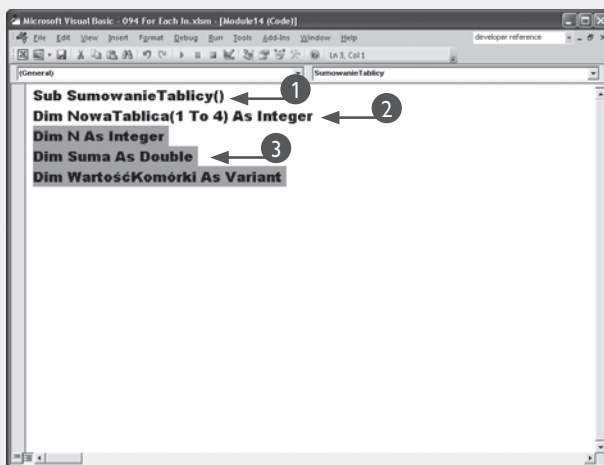 Microsoft Visual Basic - 094 For Each In.xlsm - [Module14 (Code)]
File Edit View Insert Format Debug Run Tools Add-Ins Window Help developer reference
Ln 3, Col 1
(General) SumowanieTablicy
Sub SumowanieTablicy() 1
Dim NowaTablica(1 To 4) As Integer 2
Dim N As Integer
Dim Suma As Double 3
Dim WartośćKomórki As Variant